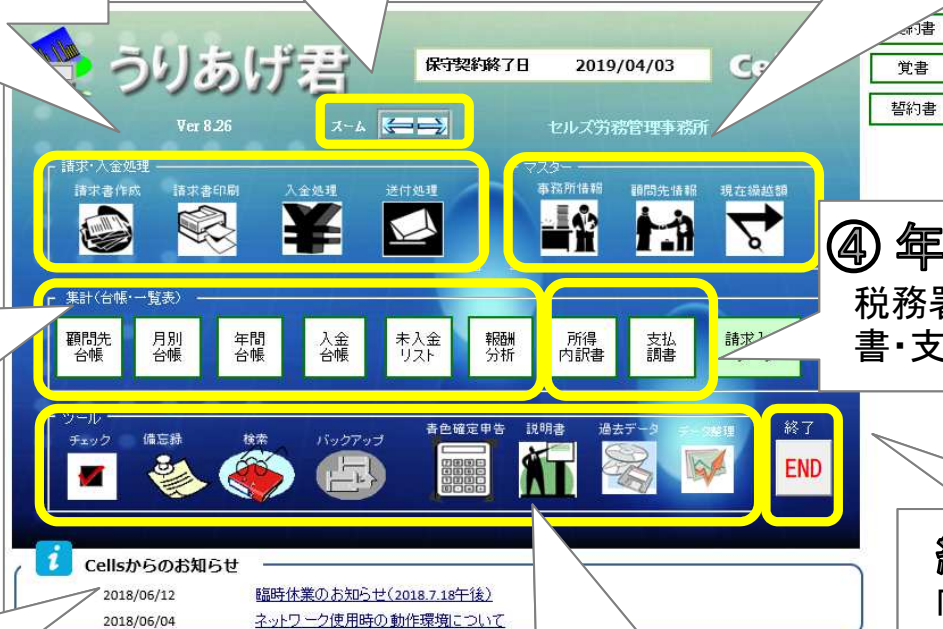 うりあげ君
保守契約終了日 2019/04/03
覚書
誓約書
Ver 8.26
ズーム
セルズ労務管理事務所
請求・入金処理
請求書作成 請求書印刷 入金処理 送付処理
マスター
事務所情報 顧問先情報 現在繰越額
④ 年
税務署
書・支
集計(台帳・一覧表)
顧問先台帳 月別台帳 年間台帳 入金台帳 未入金リスト 報酬分析 所得内訳書 支払調書
ツール
チェック 備忘録 検索 バックアップ 青色確定申告 説明書 過去データ データ整理
終了
END
Cellsからのお知らせ
2018/06/12 臨時休業のお知らせ(2018.7.18午後)
2018/06/04 ネットワーク使用時の動作環境について